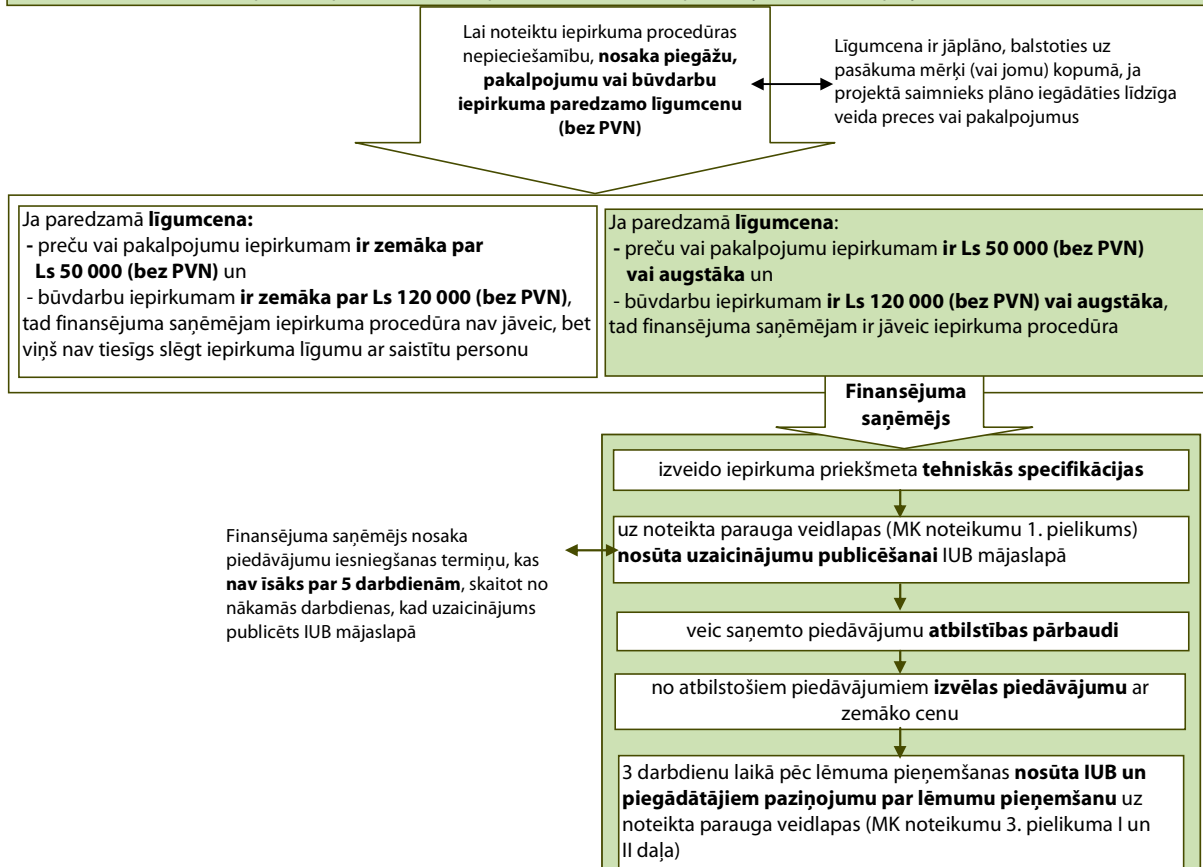 Lai noteiktu iepirkuma procedūras
nepieciešamību, nosaka piegāžu,
pakalpojumu vai būvdarbu
iepirkuma paredzamo līgumcenu
(bez PVN)
Līgumcena ir jāplāno, balstoties uz
pasākuma mērķi (vai jomu) kopumā, ja
projektā saimnieks plāno iegādāties līdzīga
veida preces vai pakalpojumus
Ja paredzamā līgumcena:
- preču vai pakalpojumu iepirkumam ir zemāka par
Ls 50 000 (bez PVN) un
- būvdarbu iepirkumam ir zemāka par Ls 120 000 (bez PVN),
tad finansējuma saņēmējam iepirkuma procedūra nav jāveic, bet
viņš nav tiesīgs slēgt iepirkuma līgumu ar saistītu personu
Ja paredzamā līgumcena:
- preču vai pakalpojumu iepirkumam ir Ls 50 000 (bez PVN)
vai augstāka un
- būvdarbu iepirkumam ir Ls 120 000 (bez PVN) vai augstāka,
tad finansējuma saņēmējam ir jāveic iepirkuma procedūra
Finansējuma
saņēmējs
izveido iepirkuma priekšmeta tehniskās specifikācijas
uz noteikta parauga veidlapas (MK noteikumu 1. pielikums)
nosūta uzaicinājumu publicēšanai IUB mājaslapā
Finansējuma saņēmējs nosaka
piedāvājumu iesniegšanas termiņu, kas
nav īsāks par 5 darbdienām, skaitot no
nākamās darbdienas, kad uzaicinājums
publicēts IUB mājaslapā
veic saņemto piedāvājumu atbilstības pārbaudi
no atbilstošiem piedāvājumiem izvēlas piedāvājumu ar
zemāko cenu
3 darbdienu laikā pēc lēmuma pieņemšanas nosūta IUB un
piegādātājiem paziņojumu par lēmumu pieņemšanu uz
noteikta parauga veidlapas (MK noteikumu 3. pielikuma I un
II daļa)